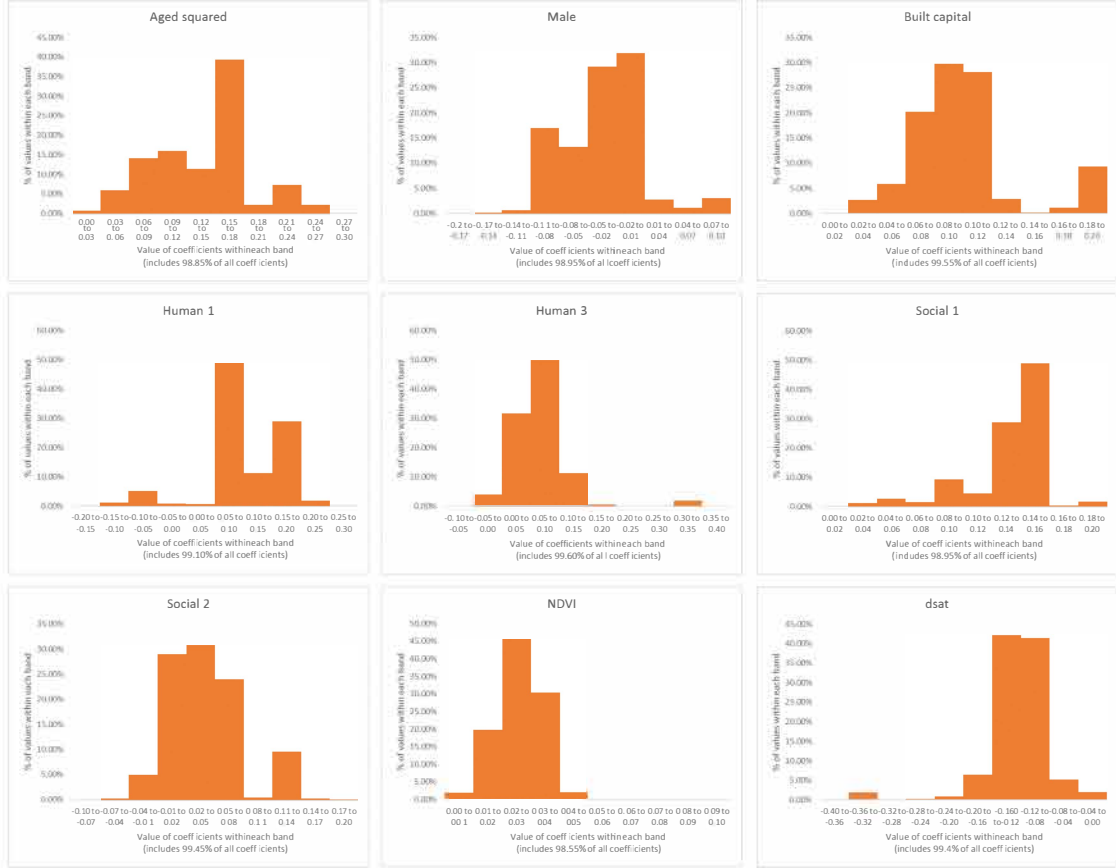 Aged squared
% of values within each band
45.00%
40.00%
35.00%
30.00%
25.00%
20.00%
15.00%
10.00%
5.00%
0.00%
0.00 0.03 0.06 0.09 0.12 0.15 0.18 0.21 0.24 0.27
to to to to to to to to to to
0.03 0.06 0.09 0.12 0.15 0.18 0.21 0.24 0.27 0.30
Value of coefficients withineach band
(includes 98.85% of all coefficients)
Male
% of values within each band
35.00%
30.00%
25.00%
20.00%
15.00%
10.00%
5.00%
0.00%
-0.2 to -0.17 to -0.14 to -0.1 1 to -0.08 to -0.05 to -0.02 to 0.01 to 0.04 to 0.07 to
-0.17 -0.14 -0.11 -0.08 -0.05 -0.02 0.01 0.04 0.07 0.10
Value of coefficients withineach band
(includes 98.95% of all coefficients)
Built capital
% of values within each band
35.00%
30.00%
25.00%
20.00%
15.00%
10.00%
5.00%
0.00%
0.00 to 0.02 to 0.04 to 0.06 to 0.08 to 0.10 to 0.12 to 0.14 to 0.16 to 0.18 to
0.02 0.04 0.06 0.08 0.10 0.12 0.14 0.16 0.18 0.20
Value of coefficients withineach band
(includes 99.55% of all coefficients)
Human 1
% of values within each band
60.00%
50.00%
40.00%
30.00%
20.00%
10.00%
0.00%
-0.20 to -0.15 to -0.10 to -0.05 to 0.00 to 0.05 to 0.10 to 0.15 to 0.20 to 0.25 to
-0.15 -0.10 -0.05 0.00 0.05 0.10 0.15 0.20 0.25 0.30
Value of coefficients withineach band
(includes 99.10% of all coefficients)
Human 3
% of values within each band
60.00%
50.00%
40.00%
30.00%
20.00%
10.00%
0.00%
-0.10 to -0.05 to 0.00 to 0.05 to 0.10 to 0.15 to 0.20 to 0.25 to 0.30 to 0.35 to
-0.05 0.00 0.05 0.10 0.15 0.20 0.25 0.30 0.35 0.40
Value of coefficients withineach band
(includes 99.60% of all coefficients)
Social 1
% of values within each band
60.00%
50.00%
40.00%
30.00%
20.00%
10.00%
0.00%
0.00 to 0.02 to 0.04 to 0.06 to 0.08 to 0.10 to 0.12 to 0.14 to 0.16 to 0.18 to
0.02 0.04 0.06 0.08 0.10 0.12 0.14 0.16 0.18 0.20
Value of coefficients withineach band
(includes 98.95% of all coefficients)
Social 2
% of values within each band
35.00%
30.00%
25.00%
20.00%
15.00%
10.00%
5.00%
0.00%
-0.10 to -0.07 to -0.04 to -0.01 to 0.02 to 0.05 to 0.08 to 0.11 to 0.14 to 0.17 to
-0.07 -0.04 -0.01 0.02 0.05 0.08 0.11 0.14 0.17 0.20
Value of coefficients withineach band
(includes 99.45% of all coefficients)
NDVI
% of values within each band
50.00%
45.00%
40.00%
35.00%
30.00%
25.00%
20.00%
15.00%
10.00%
5.00%
0.00%
0.00 to 0.01 to 0.02 to 0.03 to 0.04 to 0.05 to 0.06 to 0.07 to 0.08 to 0.09 to
00 1 0.02 0.03 0.04 005 0.06 0.07 0.08 0.09 0.10
Value of coefficients withineach band
(includes 98.55% of all coefficients)
dsat
% of values within each band
45.00%
40.00%
35.00%
30.00%
25.00%
20.00%
15.00%
10.00%
5.00%
0.00%
-0.40 to -0.36 to -0.32 to -0.28 to -0.24 to -0.20 to -0.160 -0.12 to -0.08 to -0.04 to
-0.36 -0.32 -0.28 -0.24 -0.20 -0.16 to-0 12 -0.08 -0.04 0.00
Value of coefficients withineach band
(includes 99.4% of all coefficients)